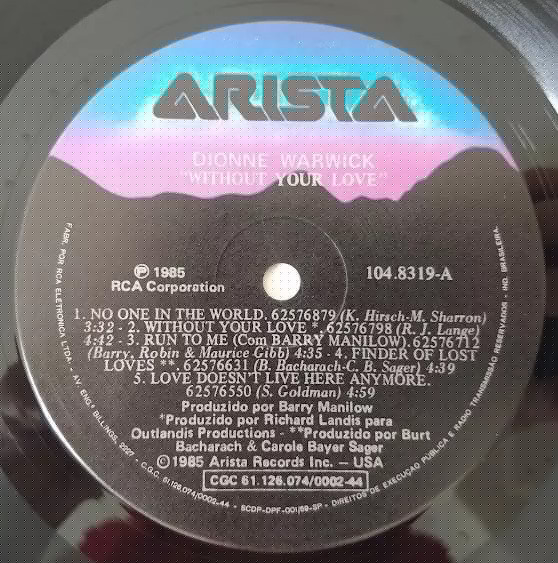 ARISTA
DIONNE WARWICK
"WITHOUT YOUR LOVE"
Ⓟ 1985
RCA Corporation
104.8319-A
1. NO ONE IN THE WORLD. 62576879 (K. Hirsch-M. Sharron)
3:32 - 2. WITHOUT YOUR LOVE *. 62576798 (R. J. Lange)
4:42 - 3. RUN TO ME (Com BARRY MANILOW). 62576712
(Barry, Robin & Maurice Gibb) 4:35 - 4. FINDER OF LOST
LOVES **. 62576631 (B. Bacharach-C. B. Sager) 4:39
5. LOVE DOESN'T LIVE HERE ANYMORE.
62576550 (S. Goldman) 4:59
Produzido por Barry Manilow
*Produzido por Richard Landis para
Outlandis Productions - **Produzido por Burt
Bacharach & Carole Bayer Sager
©1985 Arista Records Inc. — USA
CGC 61.126.074/0002-44
FABR. POR RCA ELETRÔNICA LTDA. - AV. ENGº BILLINGS, 2227 - C.G.C. 61.126.074/0002-44 - SCDP-DPF-001/69-SP - DIREITOS DE EXECUÇÃO PÚBLICA E RADIO TRANSMISSÃO RESERVADOS - IND. BRASILEIRA.